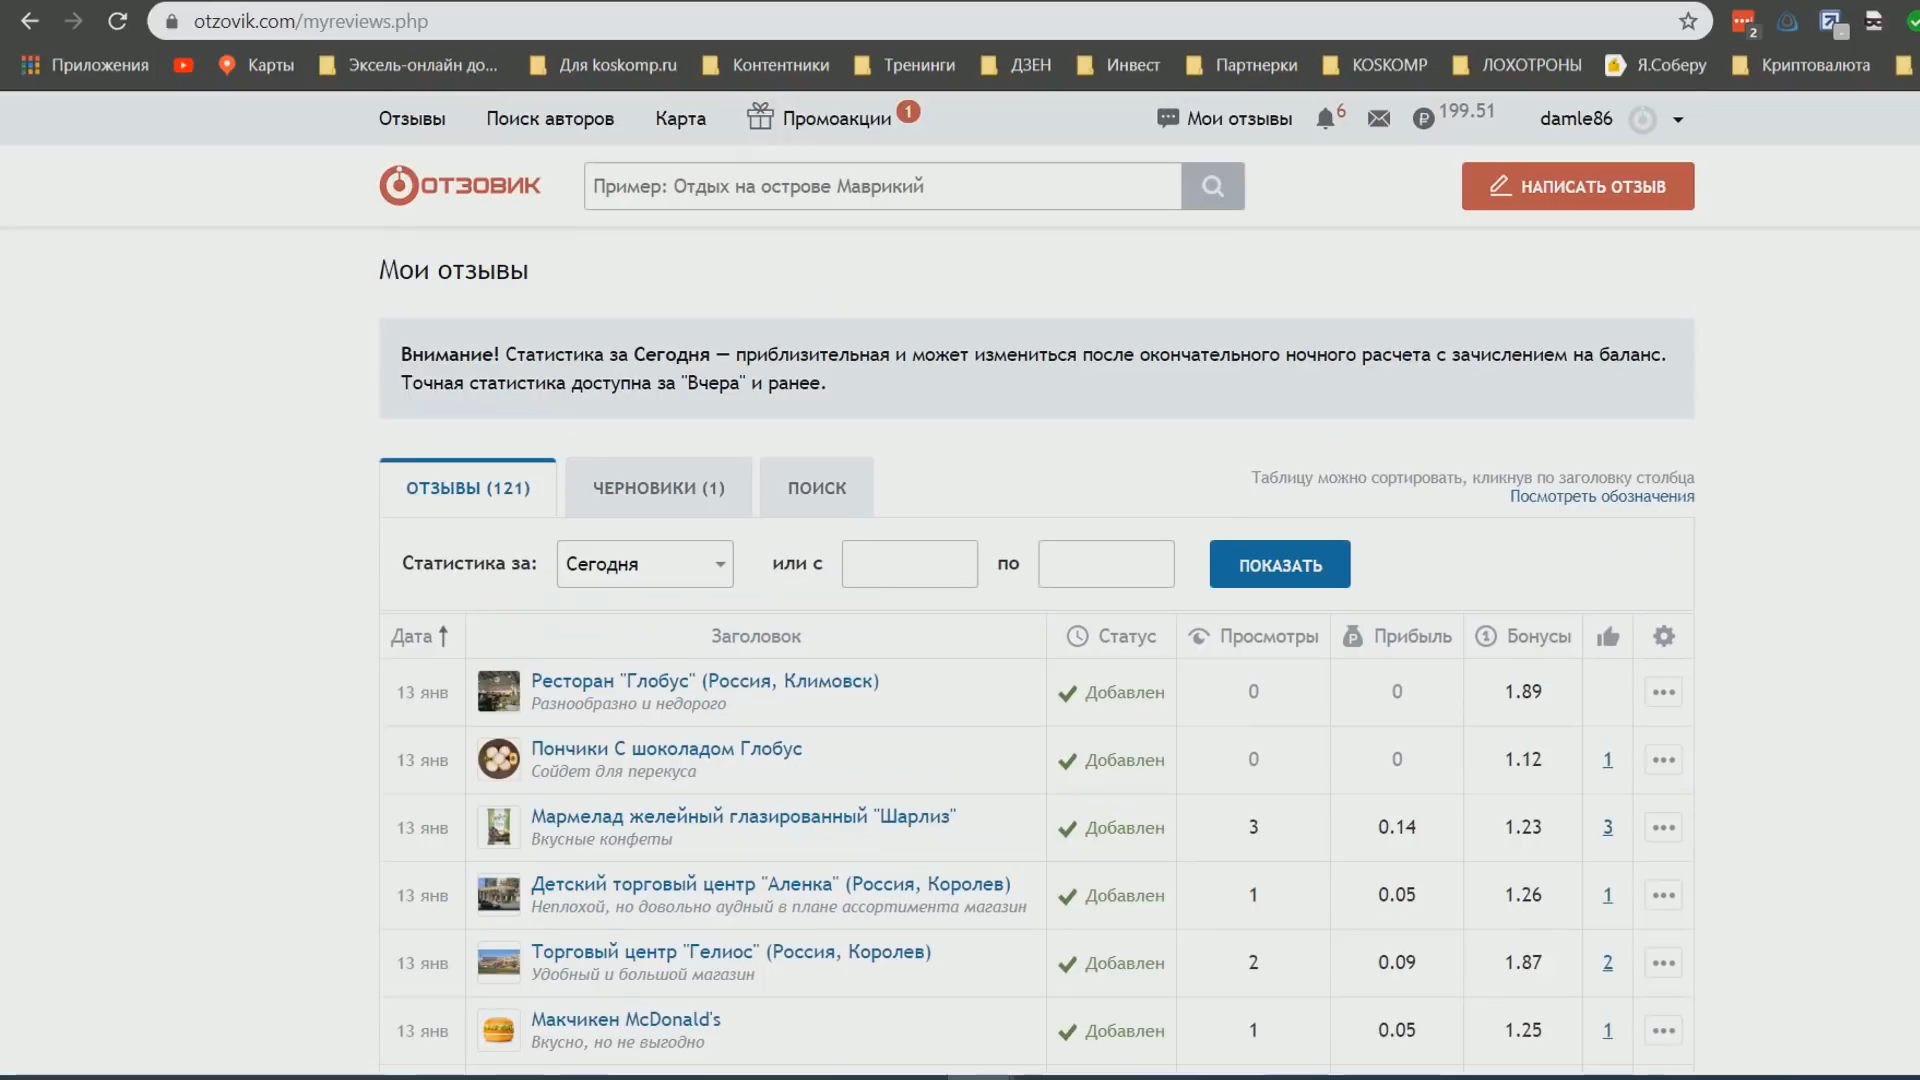 otzovik.com/myreviews.php
2
Приложения
Карты
Эксель-онлайн до...
Для koskomp.ru
Контентники
Тренинги
ДЗЕН
Инвест
Партнерки
KOSKOMP
ЛОХОТРОНЫ
Я.Соберу
Криптовалюта
Отзывы
Поиск авторов
Карта
Промоакции 1
Мои отзывы
6
199.51
damle86
ОТЗОВИК
Пример: Отдых на острове Маврикий
НАПИСАТЬ ОТЗЫВ
Мои отзывы
Внимание! Статистика за Сегодня — приблизительная и может измениться после окончательного ночного расчета с зачислением на баланс.
Точная статистика доступна за "Вчера" и ранее.
ОТЗЫВЫ (121)
ЧЕРНОВИКИ (1)
ПОИСК
Таблицу можно сортировать, кликнув по заголовку столбца
Посмотреть обозначения
Статистика за: Сегодня или с по ПОКАЗАТЬ
Дата Заголовок Статус Просмотры Прибыль Бонусы
13 янв Ресторан "Глобус" (Россия, Климовск) Добавлен 0 0 1.89
Разнообразно и недорого
13 янв Пончики С шоколадом Глобус Добавлен 0 0 1.12 1
Сойдет для перекуса
13 янв Мармелад желейный глазированный "Шарлиз" Добавлен 3 0.14 1.23 3
Вкусные конфеты
13 янв Детский торговый центр "Аленка" (Россия, Королев) Добавлен 1 0.05 1.26 1
Неплохой, но довольно аудный в плане ассортимента магазин
13 янв Торговый центр "Гелиос" (Россия, Королев) Добавлен 2 0.09 1.87 2
Удобный и большой магазин
13 янв Макчикен McDonald's Добавлен 1 0.05 1.25 1
Вкусно, но не выгодно